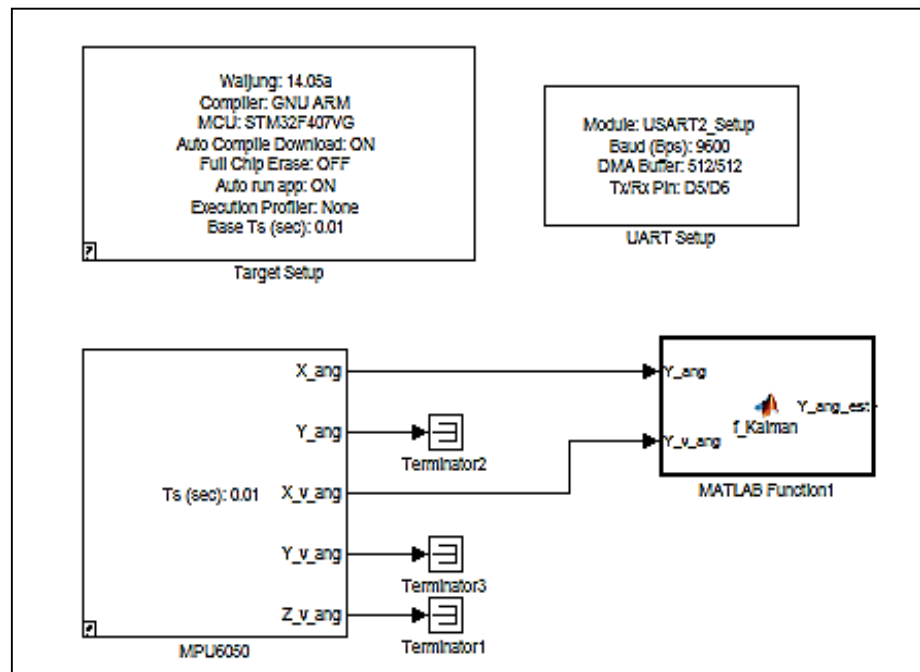 Waijung: 14.05a
Compiler: GNU ARM
MCU: STM32F407VG
Auto Compile Download: ON
Full Chip Erase: OFF
Auto run app: ON
Execution Profiler: None
Base Ts (sec): 0.01
?
Target Setup
Module: USART2_Setup
Baud (Bps): 9600
DMA Buffer: 512/512
Tx/Rx Pin: D5/D6
UART Setup
X_ang
Y_ang
Ts (sec): 0.01
X_v_ang
Y_v_ang
Z_v_ang
?
MPU6050
Terminator2
Terminator3
Terminator1
Y_ang
Y_v_ang
f_Kalman
Y_ang_est
MATLAB Function1